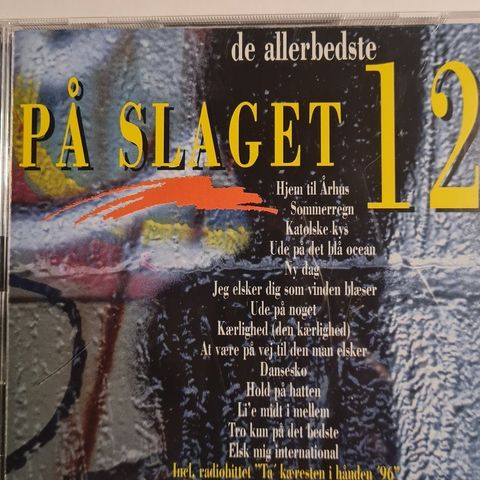 de allerbedste
PÅ SLAGET 12
Hjem til Århus
Sommerregn
Katolske kys
Ude på det blå ocean
Ny dag
Jeg elsker dig som vinden blæser
Ude på noget
Kærlighed (den kærlighed)
At være på vej til den man elsker
Dansesko
Hold på hatten
Li'e midt i mellem
Tro kun på det bedste
Elsk mig international
Incl. radiohittet "Ta' kæresten i hånden '96"